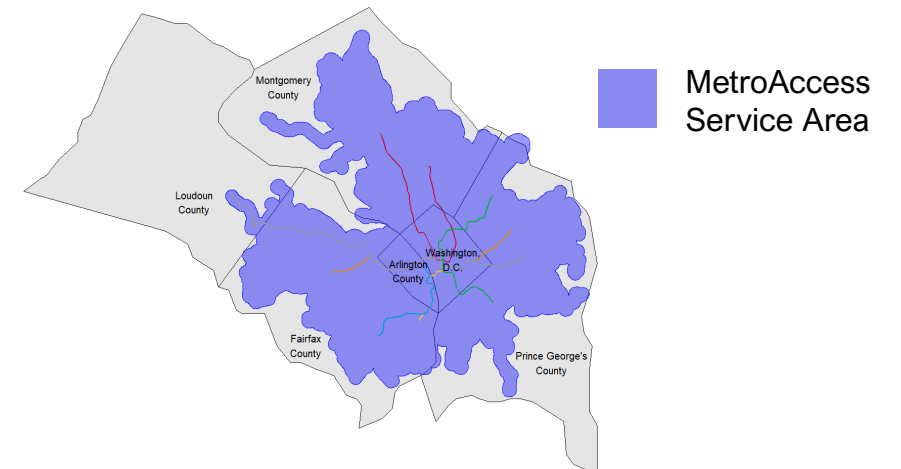 Montgomery
County
MetroAccess
Service Area
Loudoun
County
Washington,
D.C.
Arlington
County
Fairfax
County
Prince George's
County